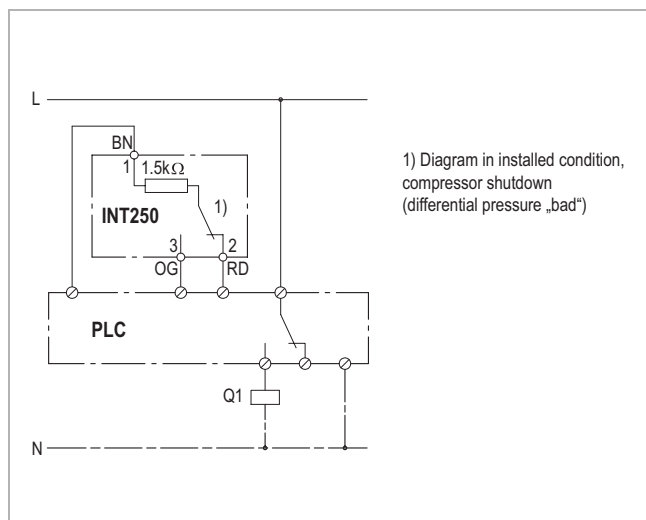 L
BN
1 1.5kΩ
INT250
1)
3 2
OG RD
PLC
Q1
N
1) Diagram in installed condition,
compressor shutdown
(differential pressure „bad“)